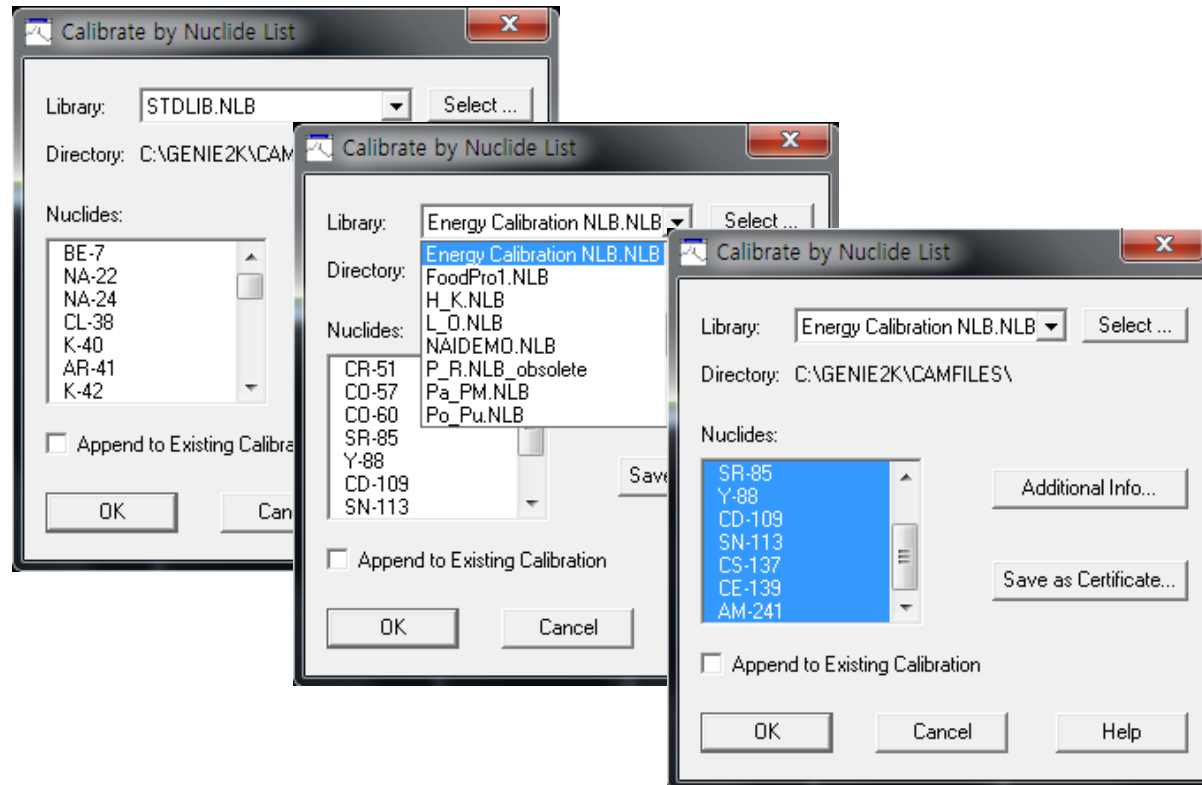 Calibrate by Nuclide List
Library: STDLIB.NLB Select ...
Directory: C:\GENIE2K\CAM
Nuclides:
BE-7
NA-22
NA-24
CL-38
K-40
AR-41
K-42
Append to Existing Calibra
OK Can
Calibrate by Nuclide List
Library: Energy Calibration NLB.NLB Select ...
Energy Calibration NLB.NLB
FoodPro1.NLB
H_K.NLB
L_O.NLB
NAIDEMO.NLB
P_R.NLB_obsolete
Pa_PM.NLB
Po_Pu.NLB
Directory:
Nuclides:
CR-51
CO-57
CO-60
SR-85
Y-88
CD-109
SN-113
Save
Append to Existing Calibration
OK Cancel
Calibrate by Nuclide List
Library: Energy Calibration NLB.NLB Select ...
Directory: C:\GENIE2K\CAMFILES\
Nuclides:
SR-85
Y-88
CD-109
SN-113
CS-137
CE-139
AM-241
Additional Info...
Save as Certificate...
Append to Existing Calibration
OK Cancel Help